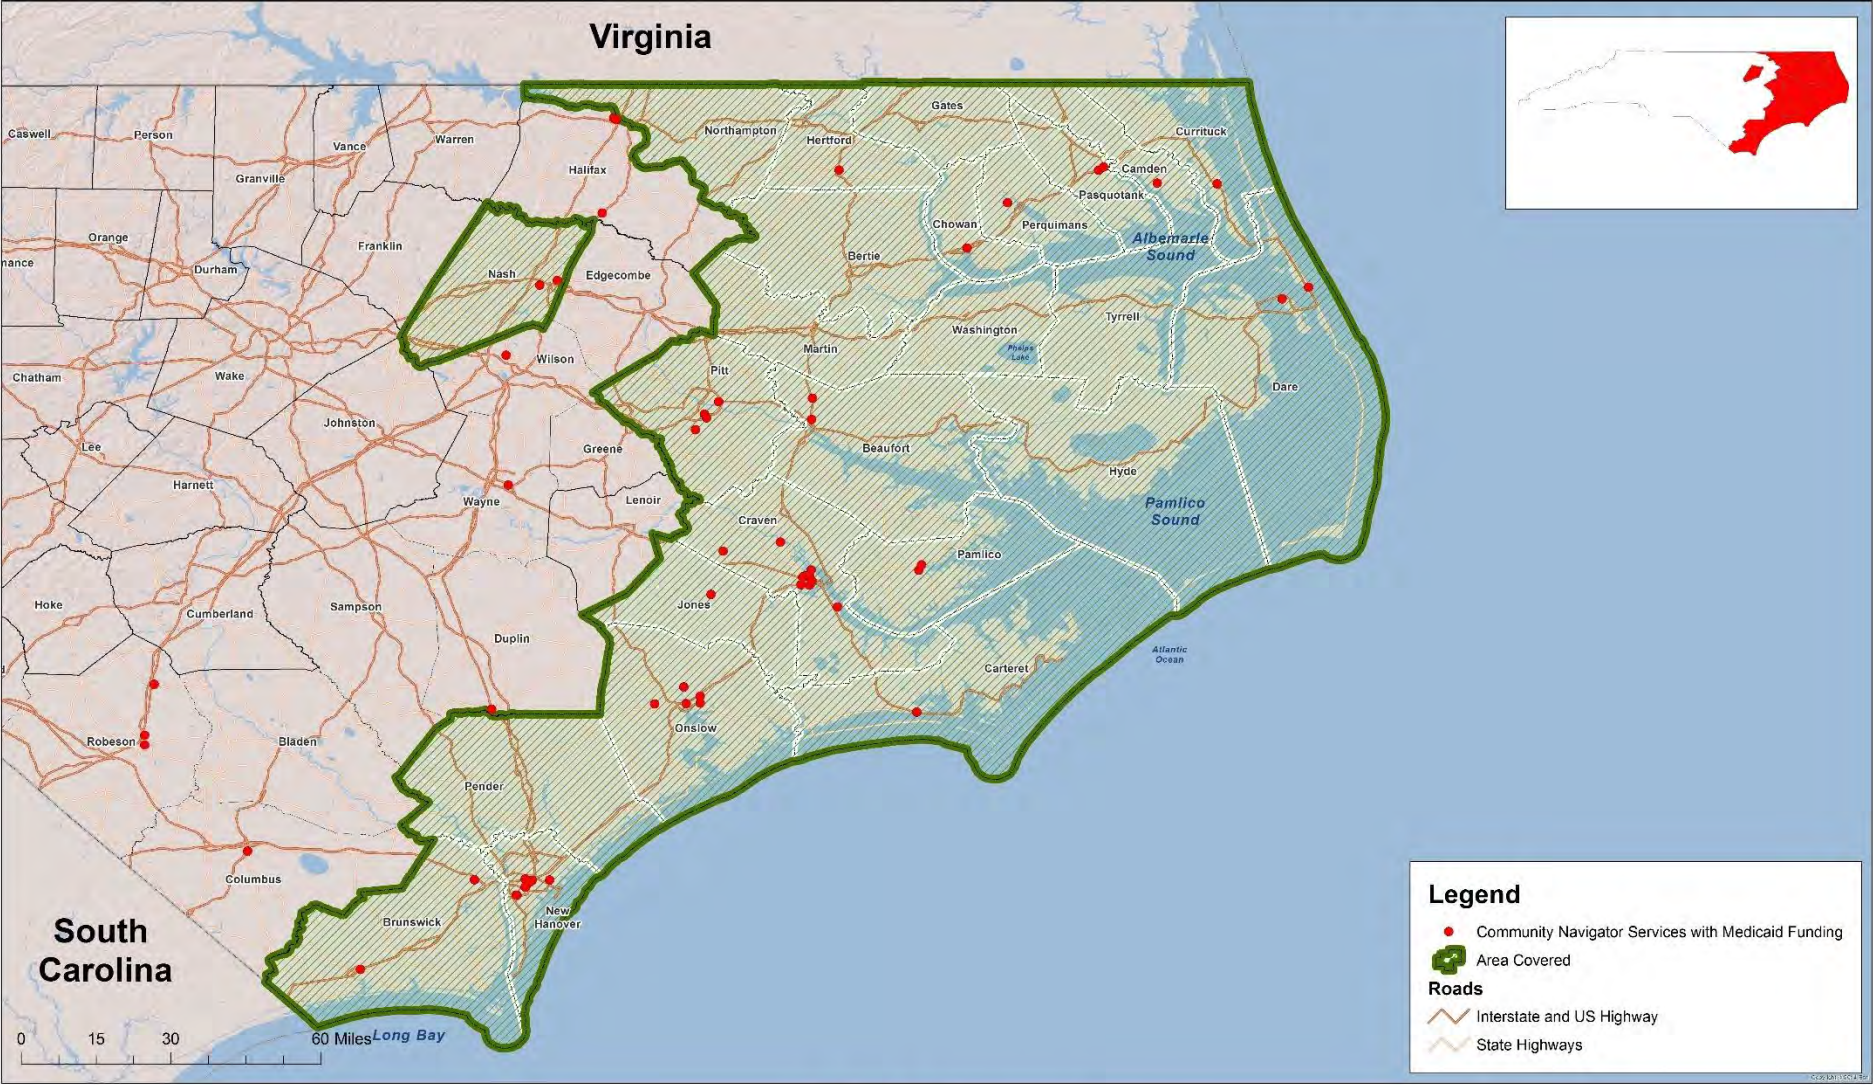 Virginia
Gates
Northampton
Currituck
Caswell
Person
Hertford
Warren
Vance
Camden
Halifax
Granville
Pasquotank
Chowan
Perquimans
Orange
Albemarle
Sound
Franklin
Bertie
mance
Durham
Nash
Edgecombe
Tyrrell
Washington
Martin
Phelps
Lake
Wilson
Pitt
Chatham
Wake
Dare
Johnston
Lee
Greene
Beaufort
Hyde
Harnett
Wayne
Lenoir
Pamlico
Sound
Craven
Pamlico
Hoke
Jones
Sampson
Cumberland
Duplin
Atlantic
Ocean
Carteret
Onslow
Robeson
Bladen
Pender
Columbus
New
Hanover
Brunswick
South
Carolina
0 15 30 60 Miles
Long Bay
Legend
Community Navigator Services with Medicaid Funding
Area Covered
Roads
Interstate and US Highway
State Highways